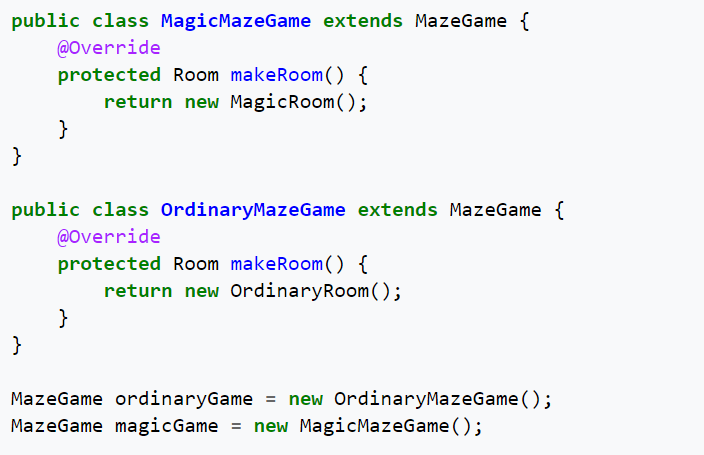 public class MagicMazeGame extends MazeGame {
    @Override
    protected Room makeRoom() {
        return new MagicRoom();
    }
}

public class OrdinaryMazeGame extends MazeGame {
    @Override
    protected Room makeRoom() {
        return new OrdinaryRoom();
    }
}

MazeGame ordinaryGame = new OrdinaryMazeGame();
MazeGame magicGame = new MagicMazeGame();